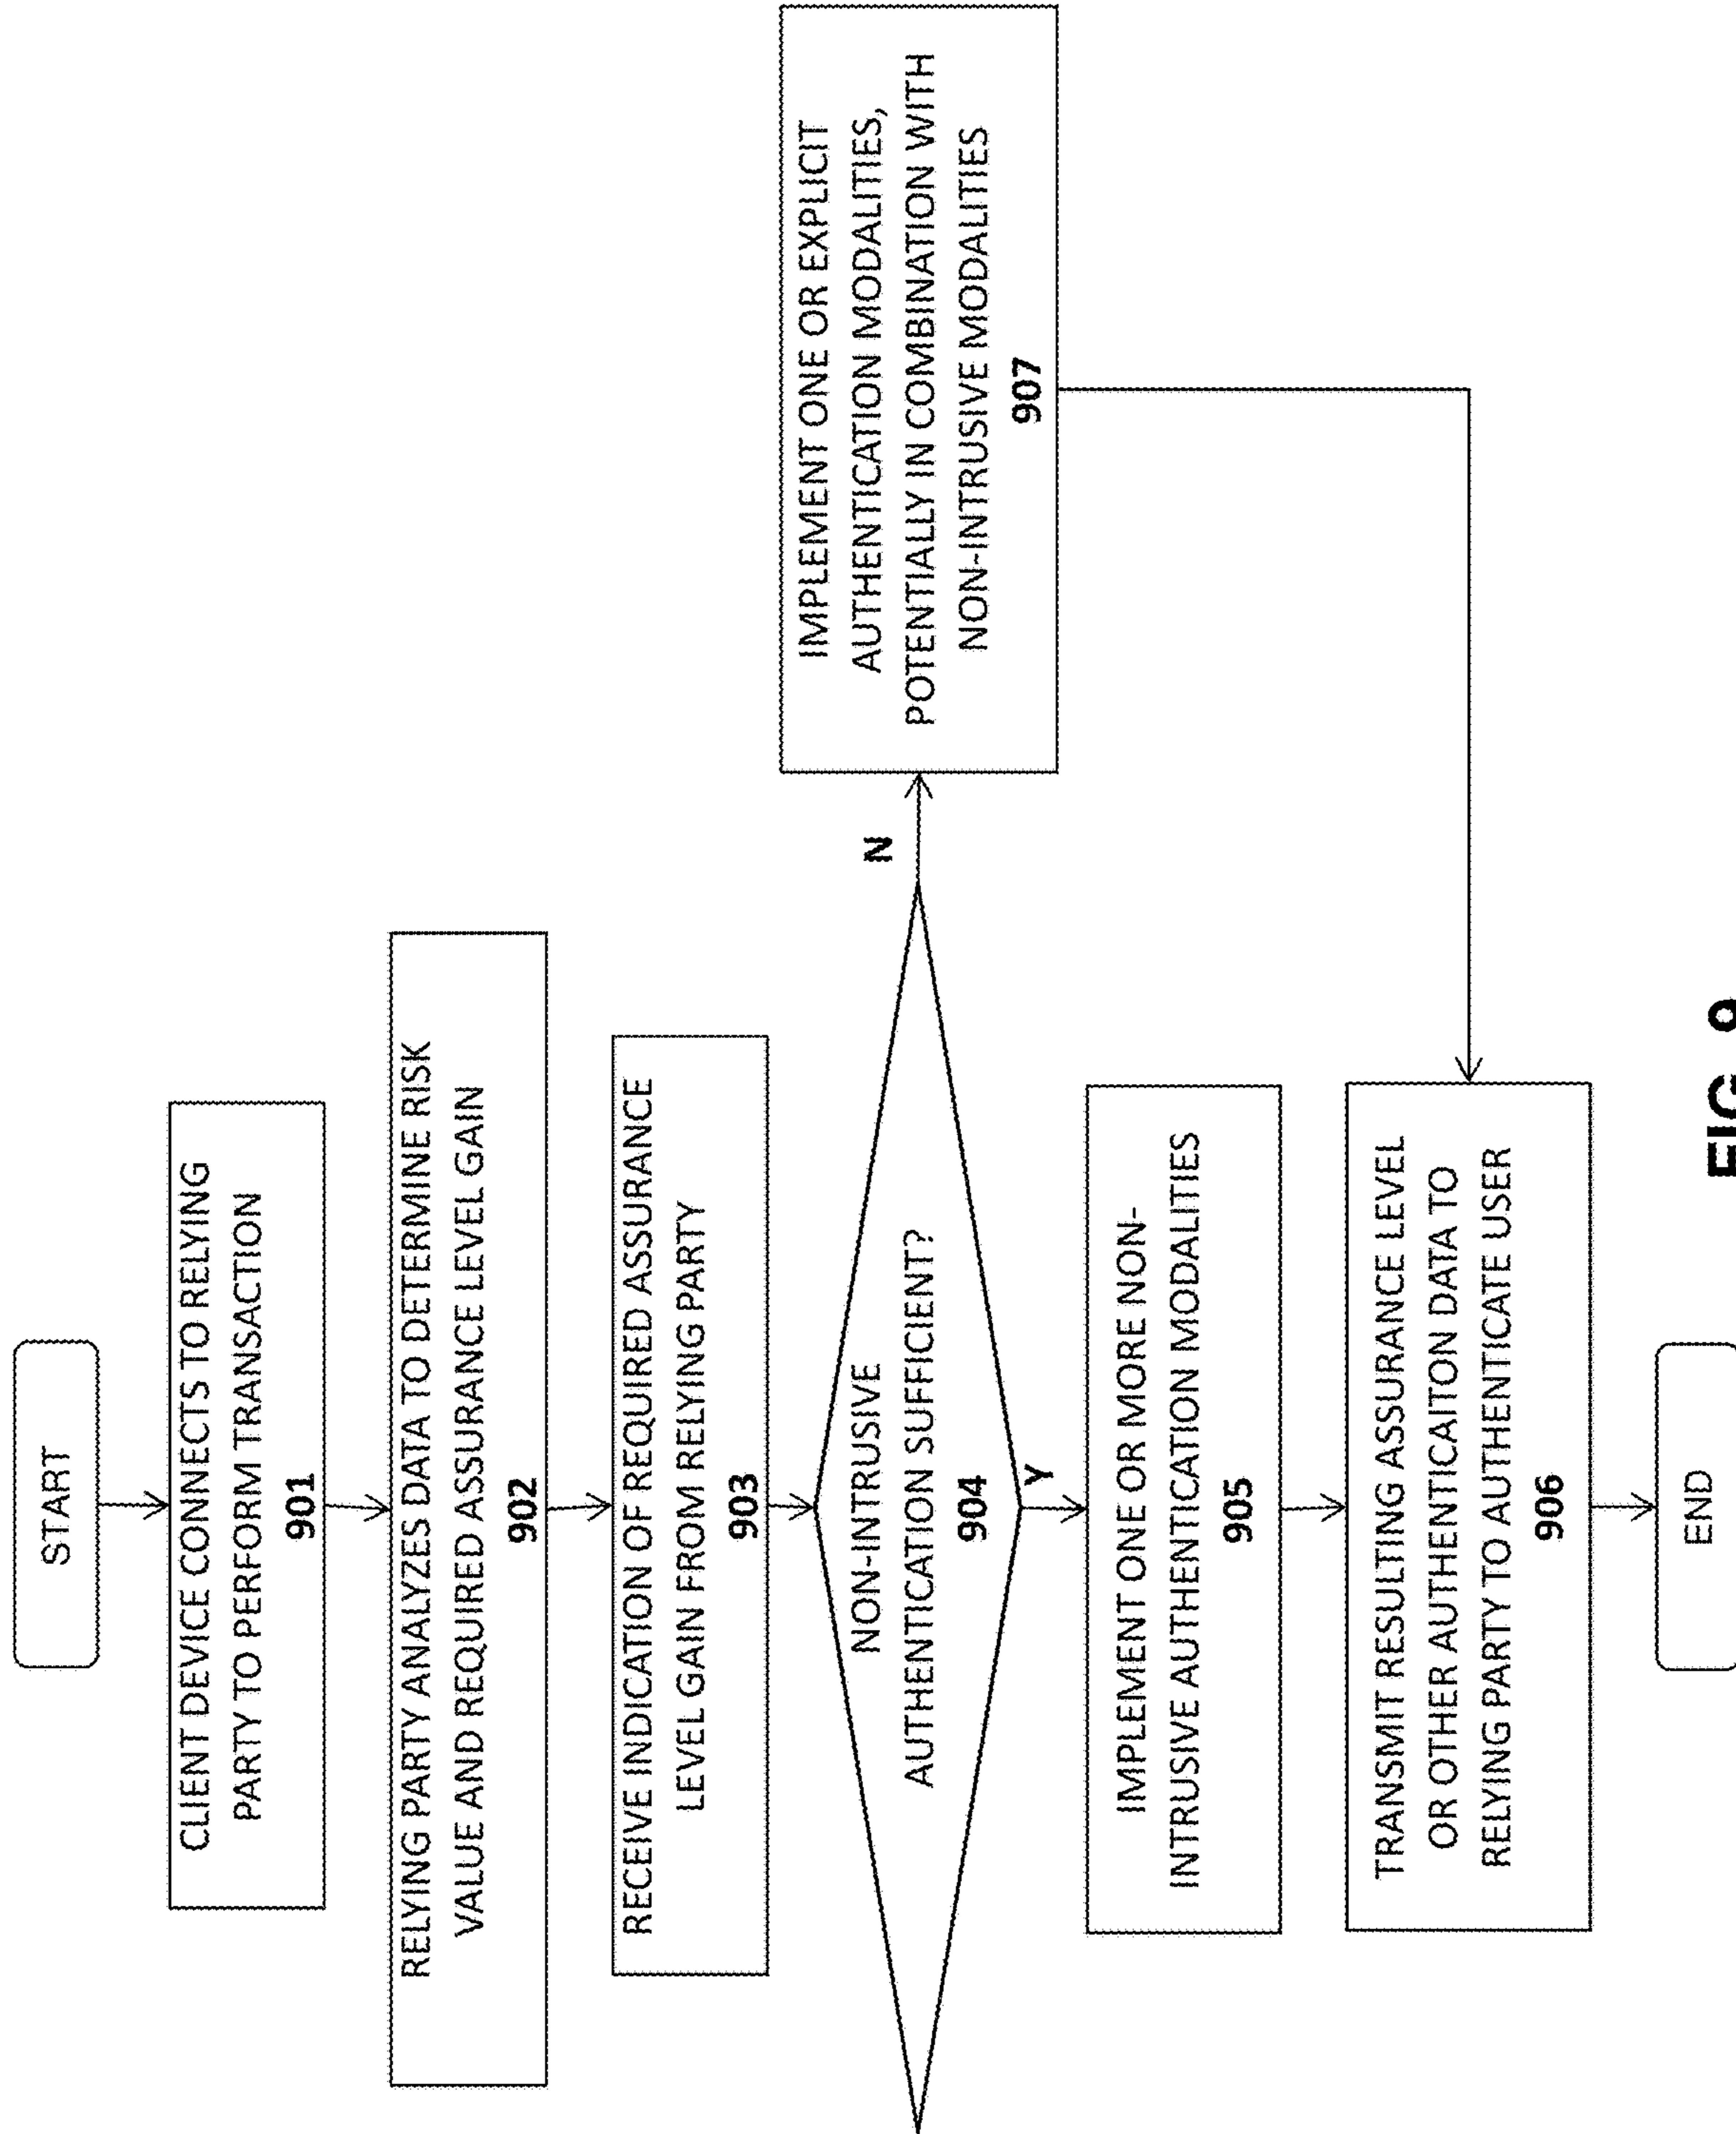 START
CLIENT DEVICE CONNECTS TO RELYING
PARTY TO PERFORM TRANSACTION
901
RELYING PARTY ANALYZES DATA TO DETERMINE RISK
VALUE AND REQUIRED ASSURANCE LEVEL GAIN
902
RECEIVE INDICATION OF REQUIRED ASSURANCE
LEVEL GAIN FROM RELYING PARTY
903
NON-INTRUSIVE
AUTHENTICATION SUFFICIENT?
904
N
IMPLEMENT ONE OR EXPLICIT
AUTHENTICATION MODALITIES,
POTENTIALLY IN COMBINATION WITH
NON-INTRUSIVE MODALITIES
907
Y
IMPLEMENT ONE OR MORE NON-
INTRUSIVE AUTHENTICATION MODALITIES
905
TRANSMIT RESULTING ASSURANCE LEVEL
OR OTHER AUTHENTICAITON DATA TO
RELYING PARTY TO AUTHENTICATE USER
906
END
FIG. 9